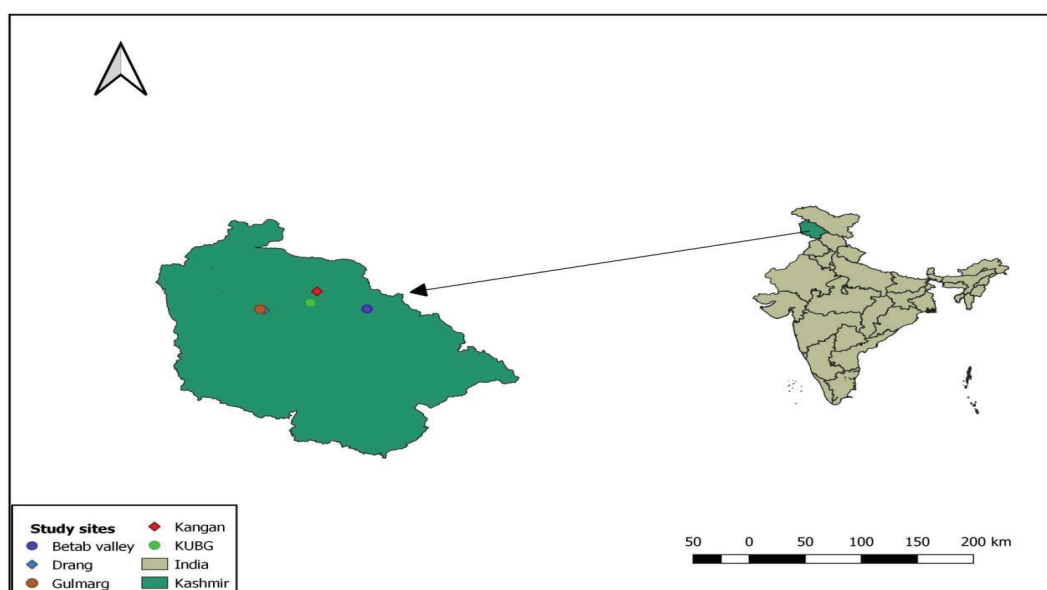 50 0 50 100 150 200 km
Study sites
Betab valley
Drang
Gulmarg
Kangan
KUBG
India
Kashmir